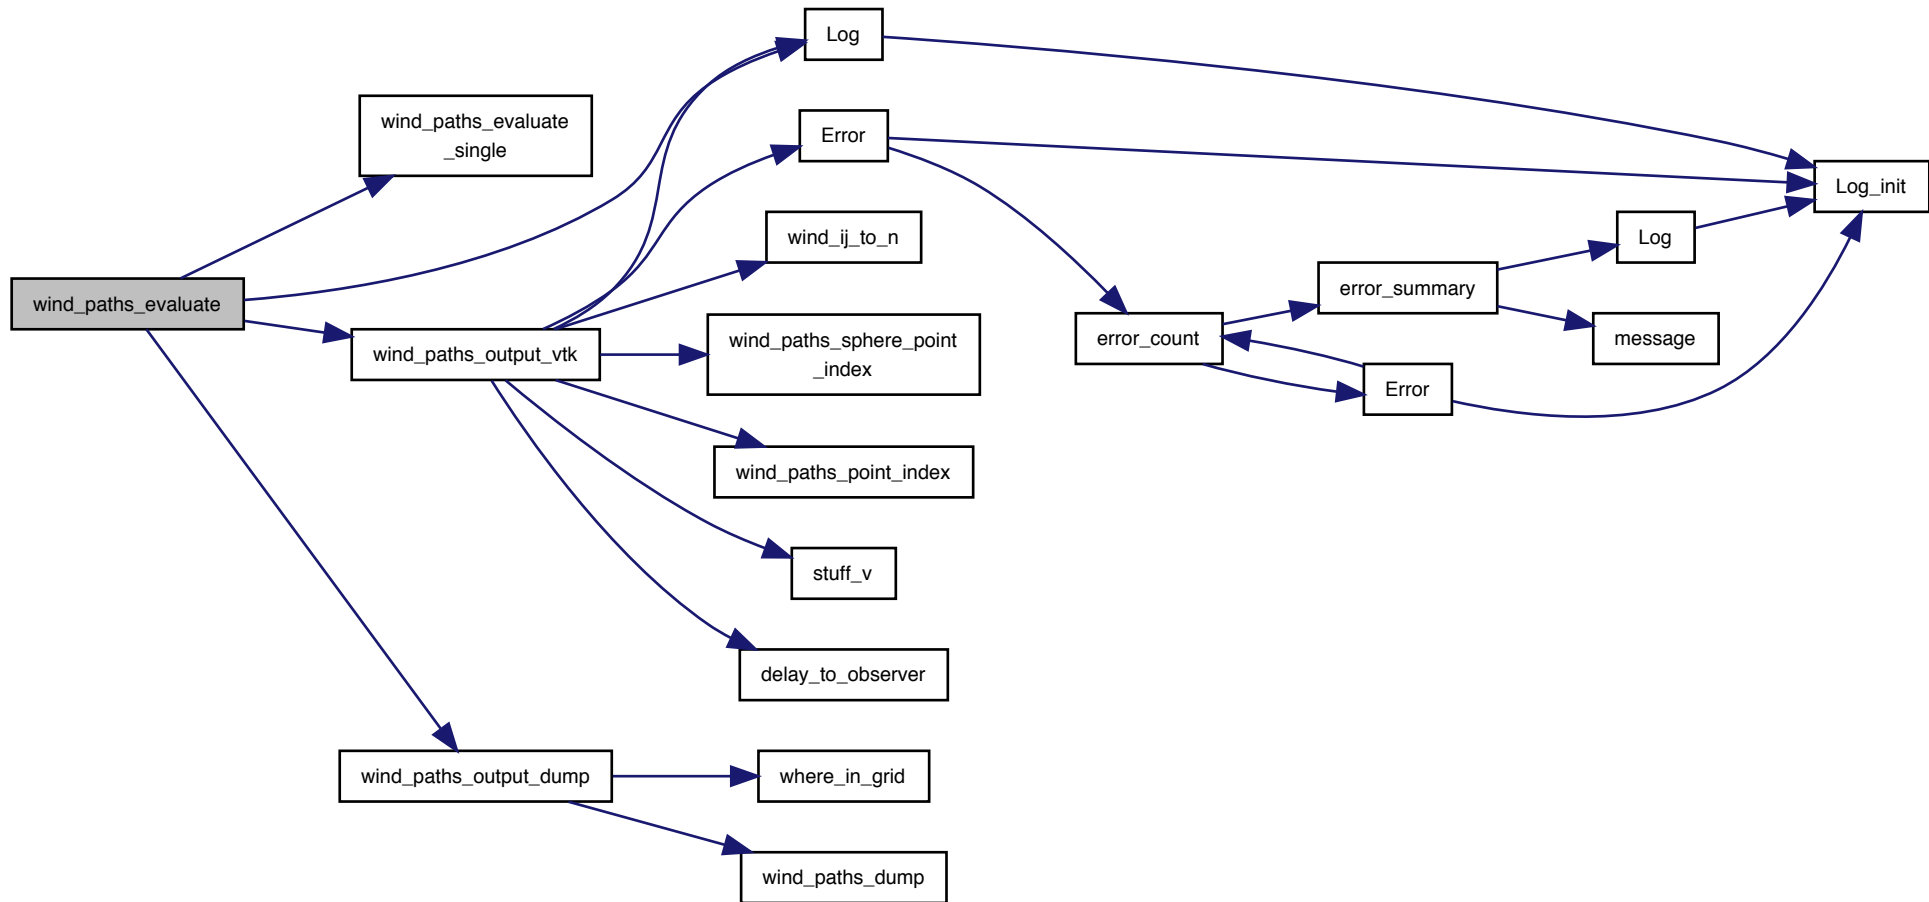 Log
wind_paths_evaluate
_single
Error
Log_init
wind_ij_to_n
Log
error_summary
wind_paths_evaluate
wind_paths_output_vtk
wind_paths_sphere_point
_index
error_count
message
Error
wind_paths_point_index
stuff_v
delay_to_observer
wind_paths_output_dump
where_in_grid
wind_paths_dump